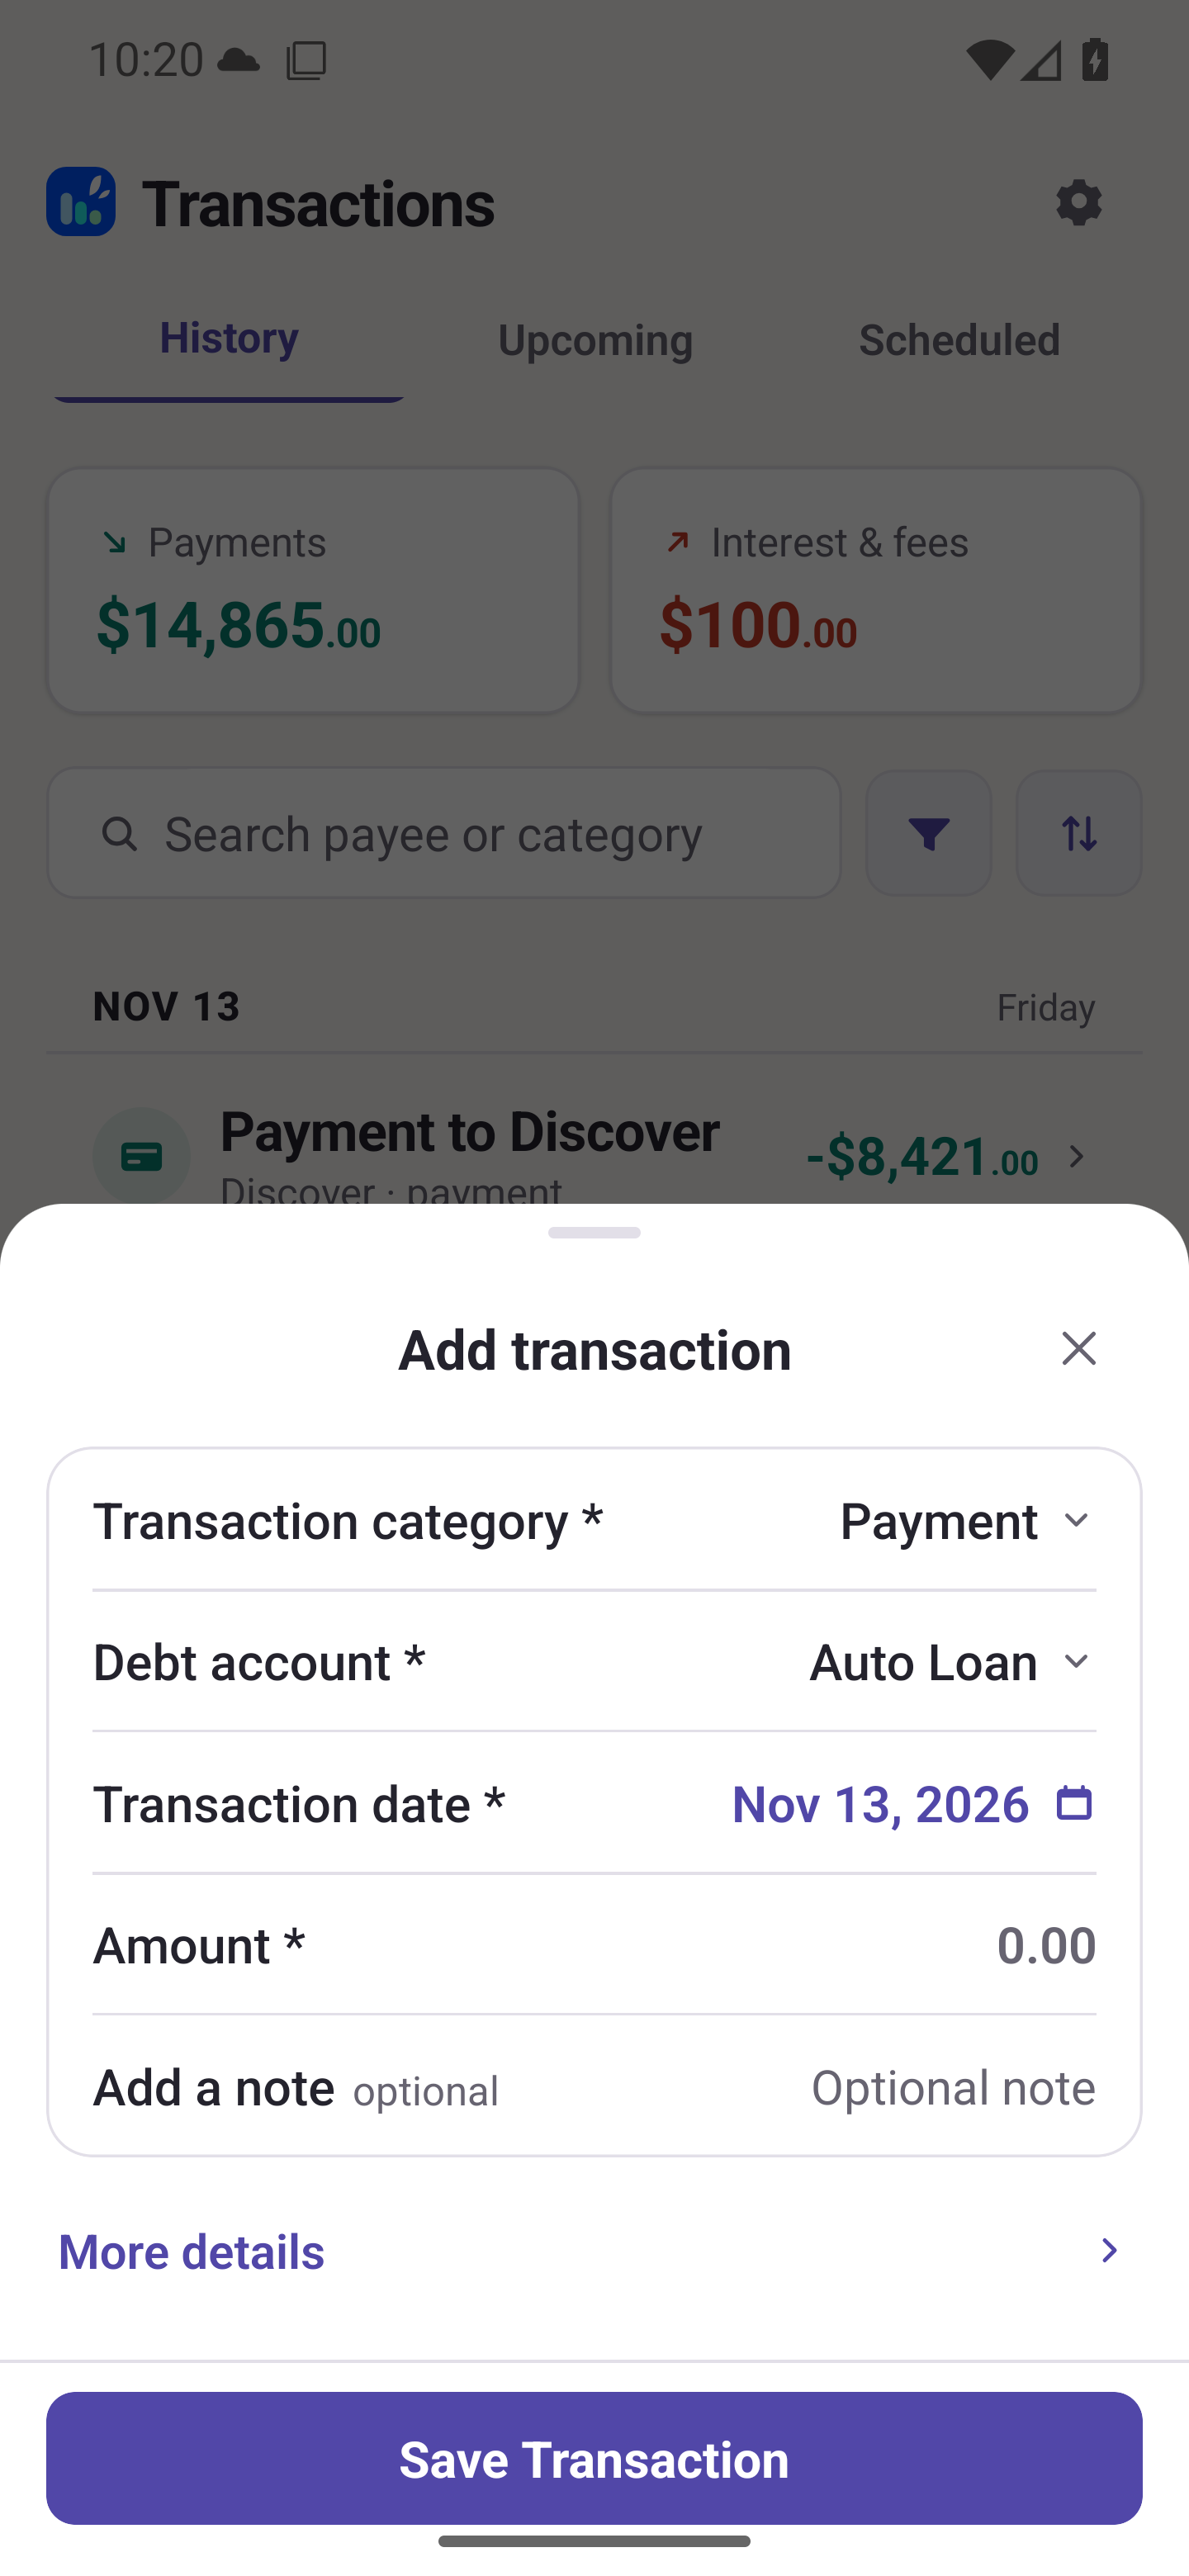 10:20
Transactions
History Upcoming Scheduled
Payments
$14,865.00
Interest & fees
$100.00
Search payee or category
NOV 13 Friday
Payment to Discover
-$8,421.00
Discover · payment
Add transaction
Transaction category * Payment
Debt account * Auto Loan
Transaction date * Nov 13, 2026
Amount * 0.00
Add a note optional Optional note
More details
Save Transaction